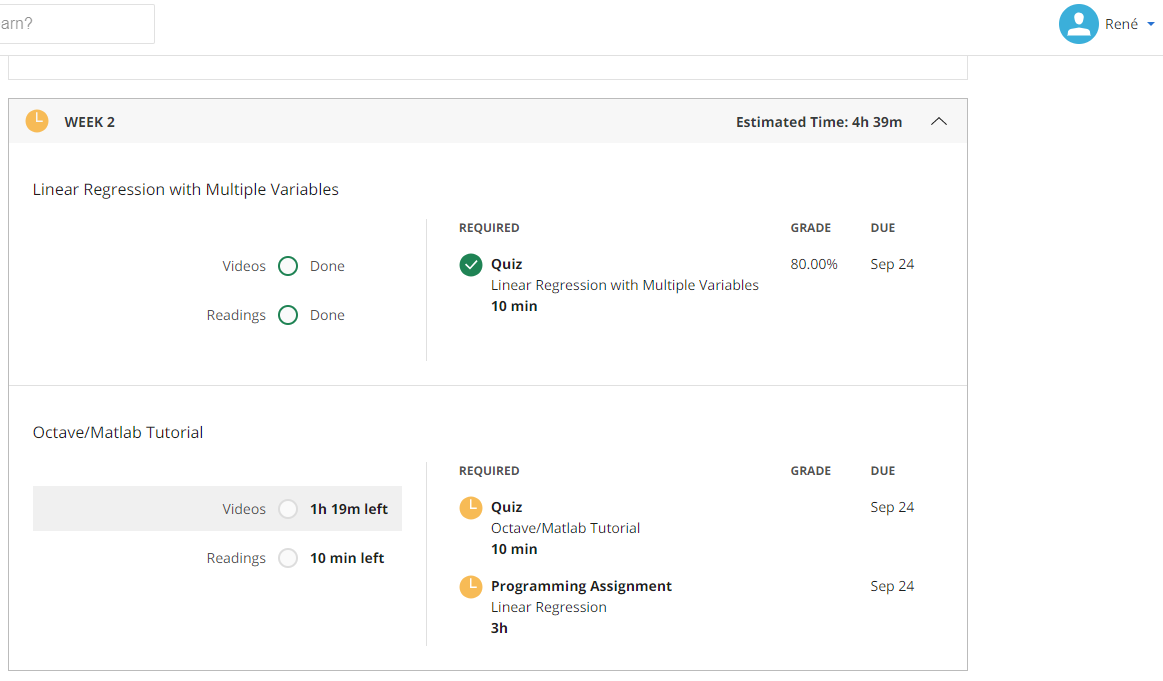 arn?
René
WEEK 2 Estimated Time: 4h 39m
Linear Regression with Multiple Variables
REQUIRED GRADE DUE
Videos Done
Quiz 80.00% Sep 24
Linear Regression with Multiple Variables
10 min
Readings Done
Octave/Matlab Tutorial
REQUIRED GRADE DUE
Videos 1h 19m left
Readings 10 min left
Quiz Sep 24
Octave/Matlab Tutorial
10 min
Programming Assignment Sep 24
Linear Regression
3h